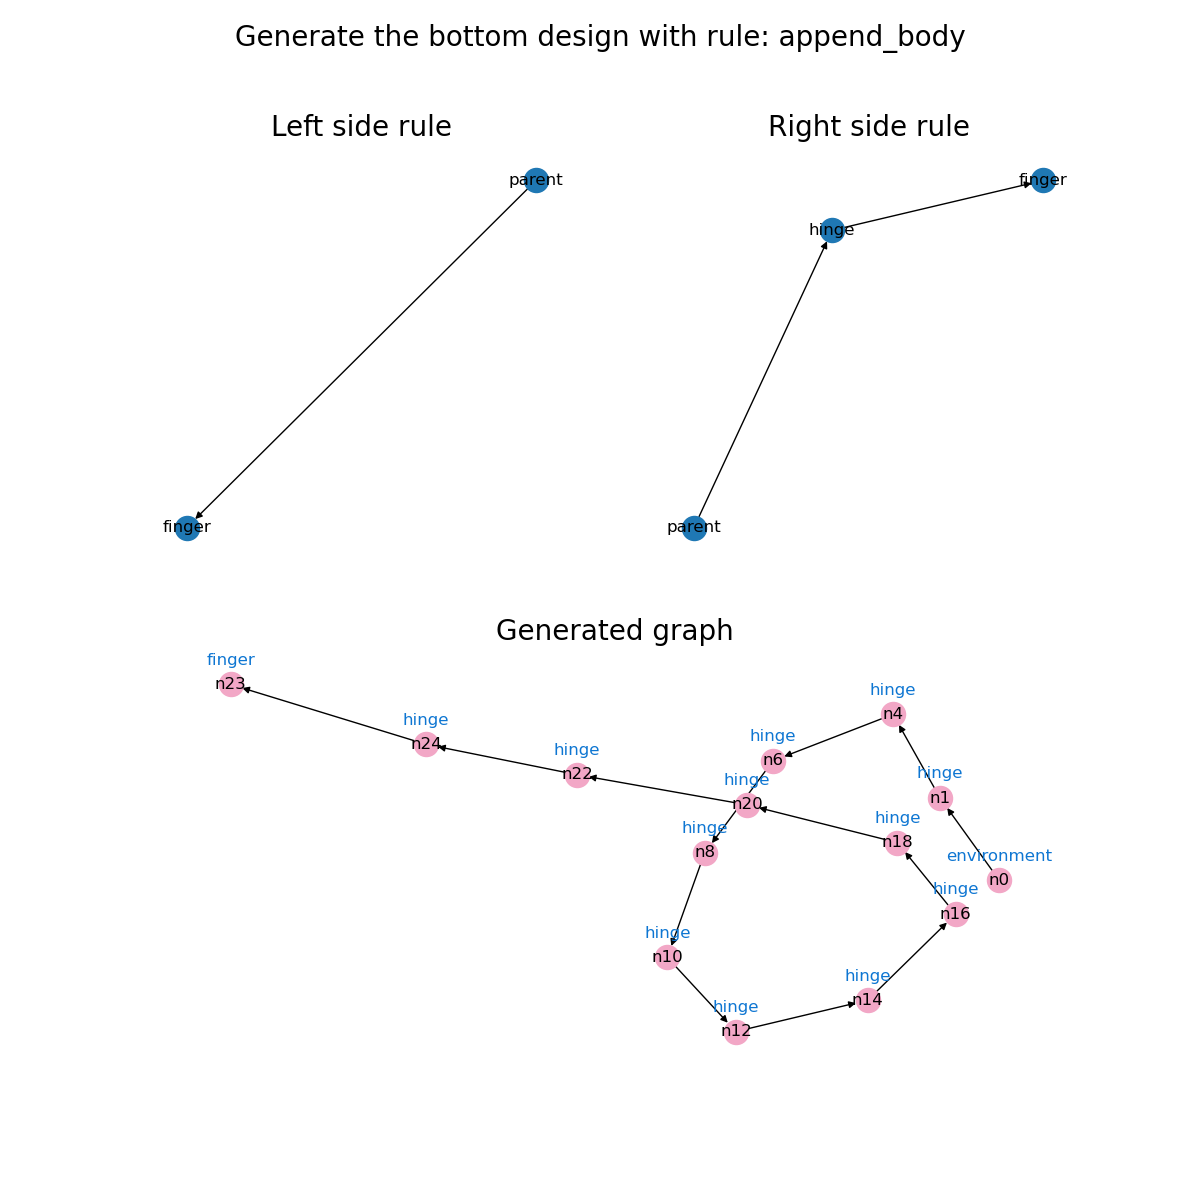 Generate the bottom design with rule: append_body
Left side rule
Right side rule
parent
finger
finger
hinge
parent
Generated graph
finger
n23
hinge
n24
hinge
n22
hinge
n4
hinge
n6
hinge
n20
hinge
n1
hinge
n8
hinge
n18
environment
n0
hinge
n16
hinge
n10
hinge
n14
hinge
n12